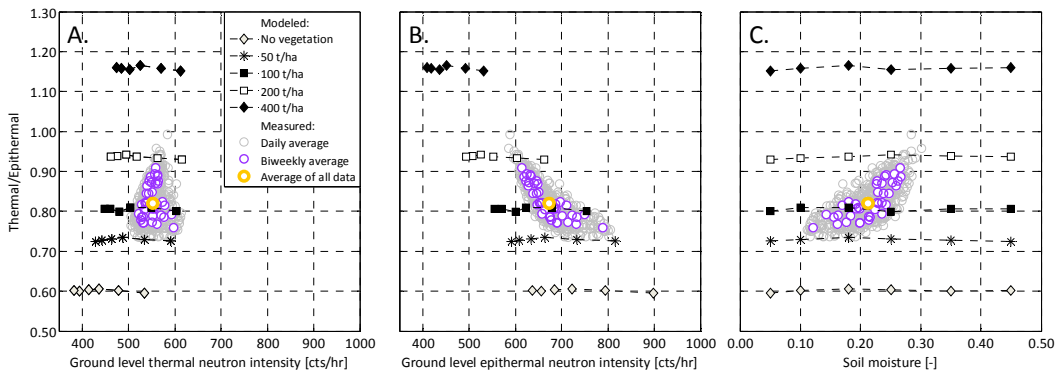 A.
B.
C.
Modeled:
No vegetation
50 t/ha
100 t/ha
200 t/ha
400 t/ha
Measured:
Daily average
Biweekly average
Average of all data
Thermal/Epithermal
1.30
1.20
1.10
1.00
0.90
0.80
0.70
0.60
0.50
400 500 600 700 800 900 1000
Ground level thermal neutron intensity [cts/hr]
400 500 600 700 800 900 1000
Ground level epithermal neutron intensity [cts/hr]
0.00 0.10 0.20 0.30 0.40 0.50
Soil moisture [-]